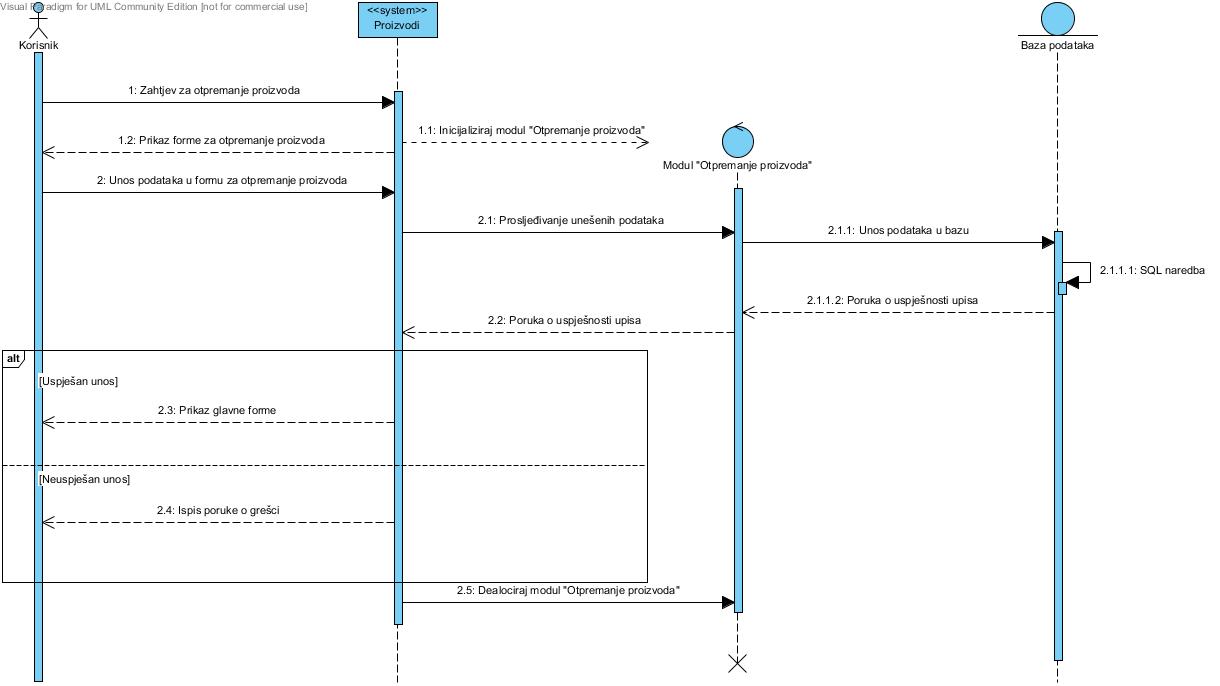 Visual Paradigm for UML Community Edition [not for commercial use]
<<system>>
Proizvodi
Korisnik
Baza podataka
1: Zahtjev za otpremanje proizvoda
1.1: Inicijaliziraj modul "Otpremanje proizvoda"
1.2: Prikaz forme za otpremanje proizvoda
Modul "Otpremanje proizvoda"
2: Unos podataka u formu za otpremanje proizvoda
2.1: Prosljeđivanje unešenih podataka
2.1.1: Unos podataka u bazu
2.1.1.1: SQL naredba
2.1.1.2: Poruka o uspješnosti upisa
2.2: Poruka o uspješnosti upisa
alt
[Uspješan unos]
2.3: Prikaz glavne forme
[Neuspješan unos]
2.4: Ispis poruke o grešci
2.5: Dealociraj modul "Otpremanje proizvoda"